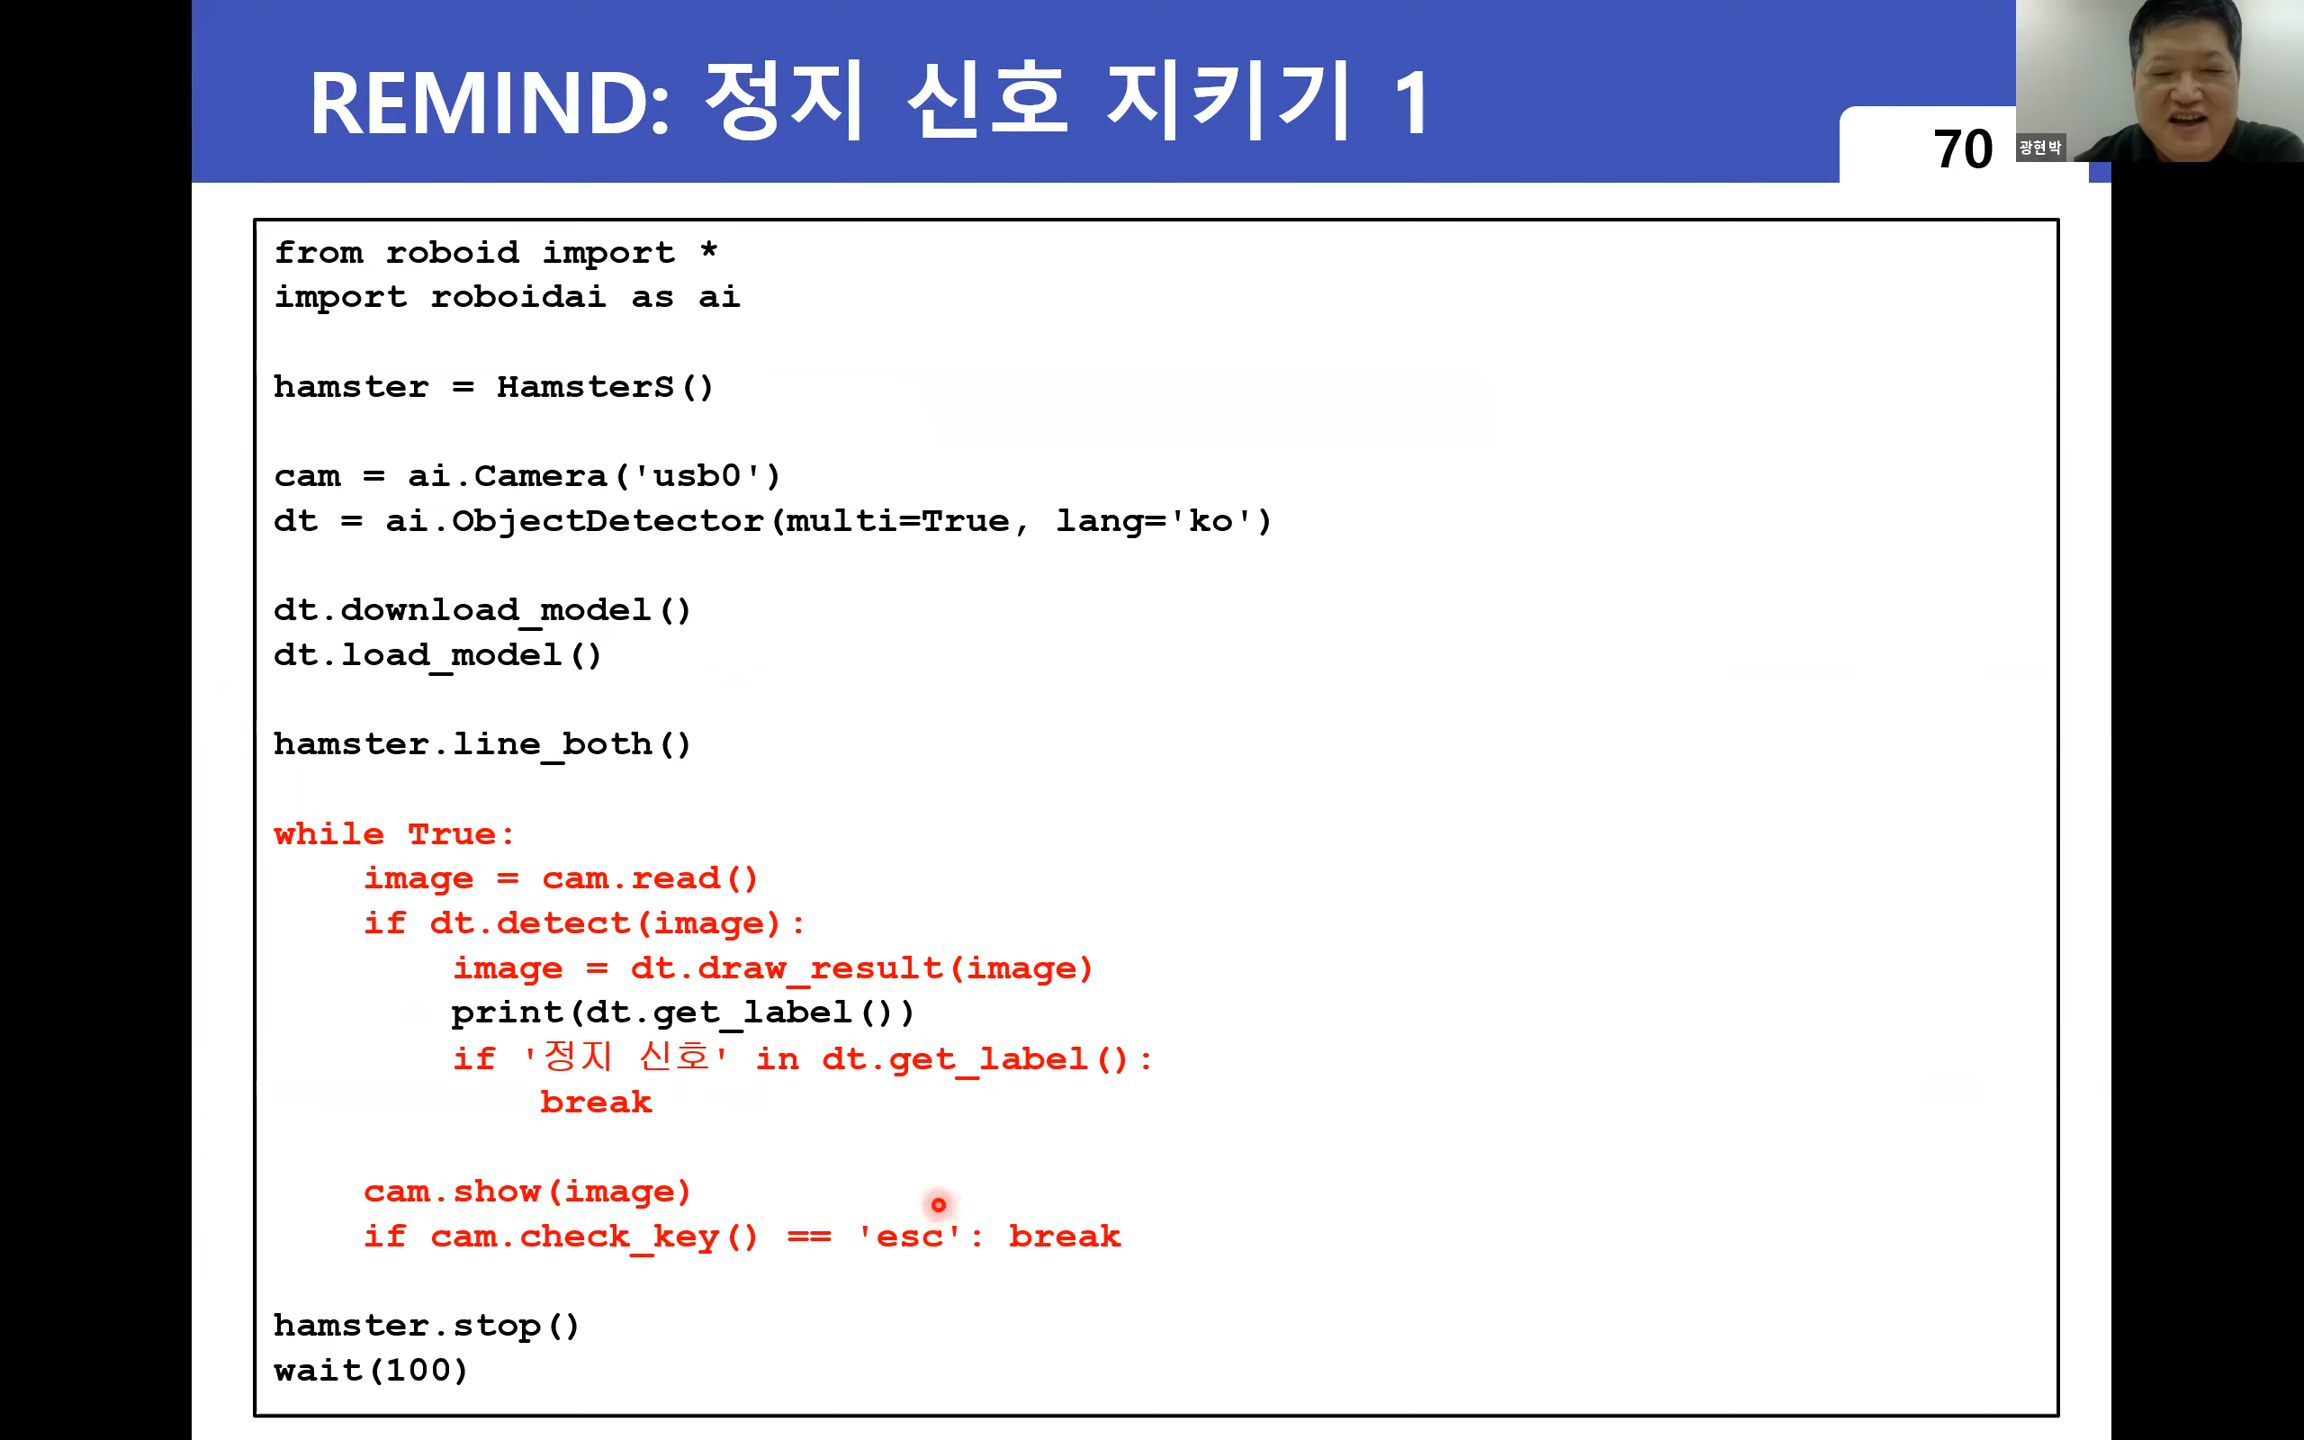 REMIND: 정지 신호 지키기 1
70
광현박
from roboid import *
import roboidai as ai
hamster = HamsterS()
cam = ai.Camera('usb0')
dt = ai.ObjectDetector(multi=True, lang='ko')
dt.download_model()
dt.load_model()
hamster.line_both()
while True:
    image = cam.read()
    if dt.detect(image):
        image = dt.draw_result(image)
        print(dt.get_label())
        if '정지 신호' in dt.get_label():
            break
    cam.show(image)
    if cam.check_key() == 'esc': break
hamster.stop()
wait(100)